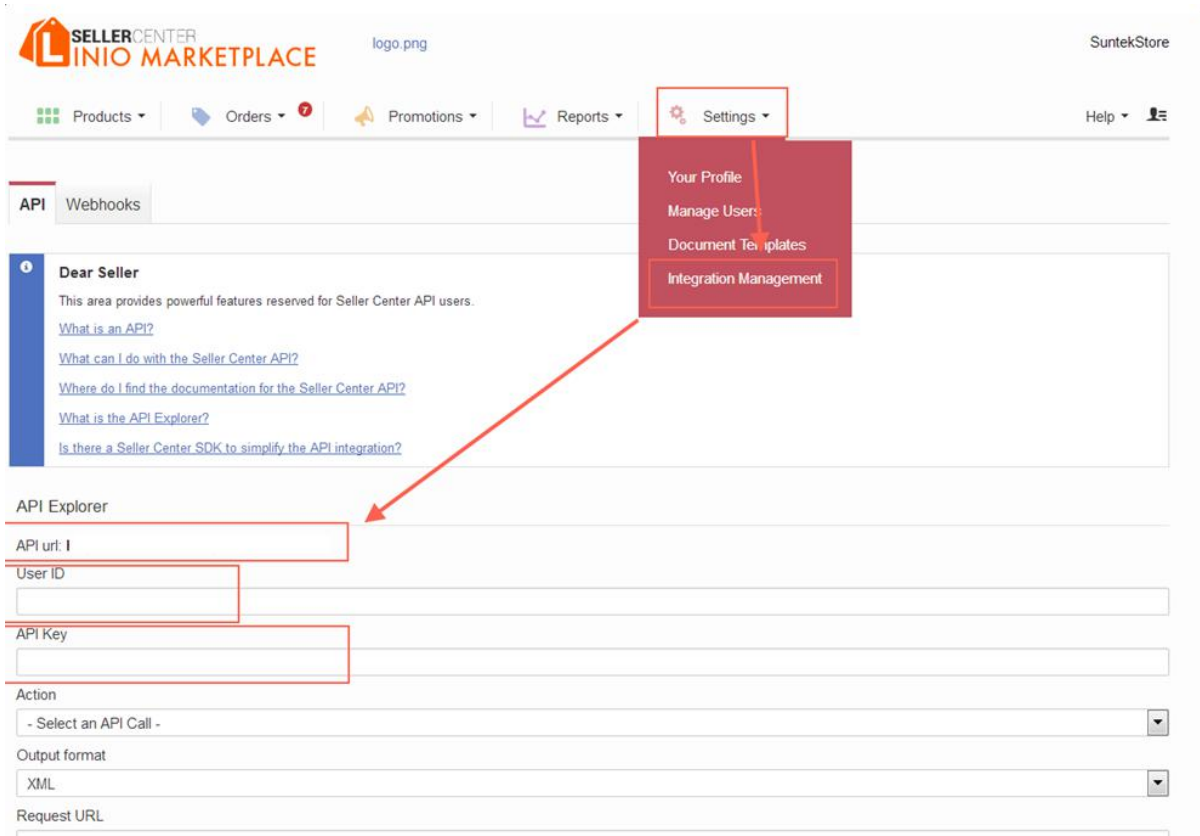 SELLERCENTER
LINIO MARKETPLACE
logo.png
SuntekStore
Products
Orders
7
Promotions
Reports
Settings
Help
Your Profile
Manage Users
Document Templates
Integration Management
API
Webhooks
Dear Seller
This area provides powerful features reserved for Seller Center API users.
What is an API?
What can I do with the Seller Center API?
Where do I find the documentation for the Seller Center API?
What is the API Explorer?
Is there a Seller Center SDK to simplify the API integration?
API Explorer
API url: l
User ID
API Key
Action
- Select an API Call -
Output format
XML
Request URL